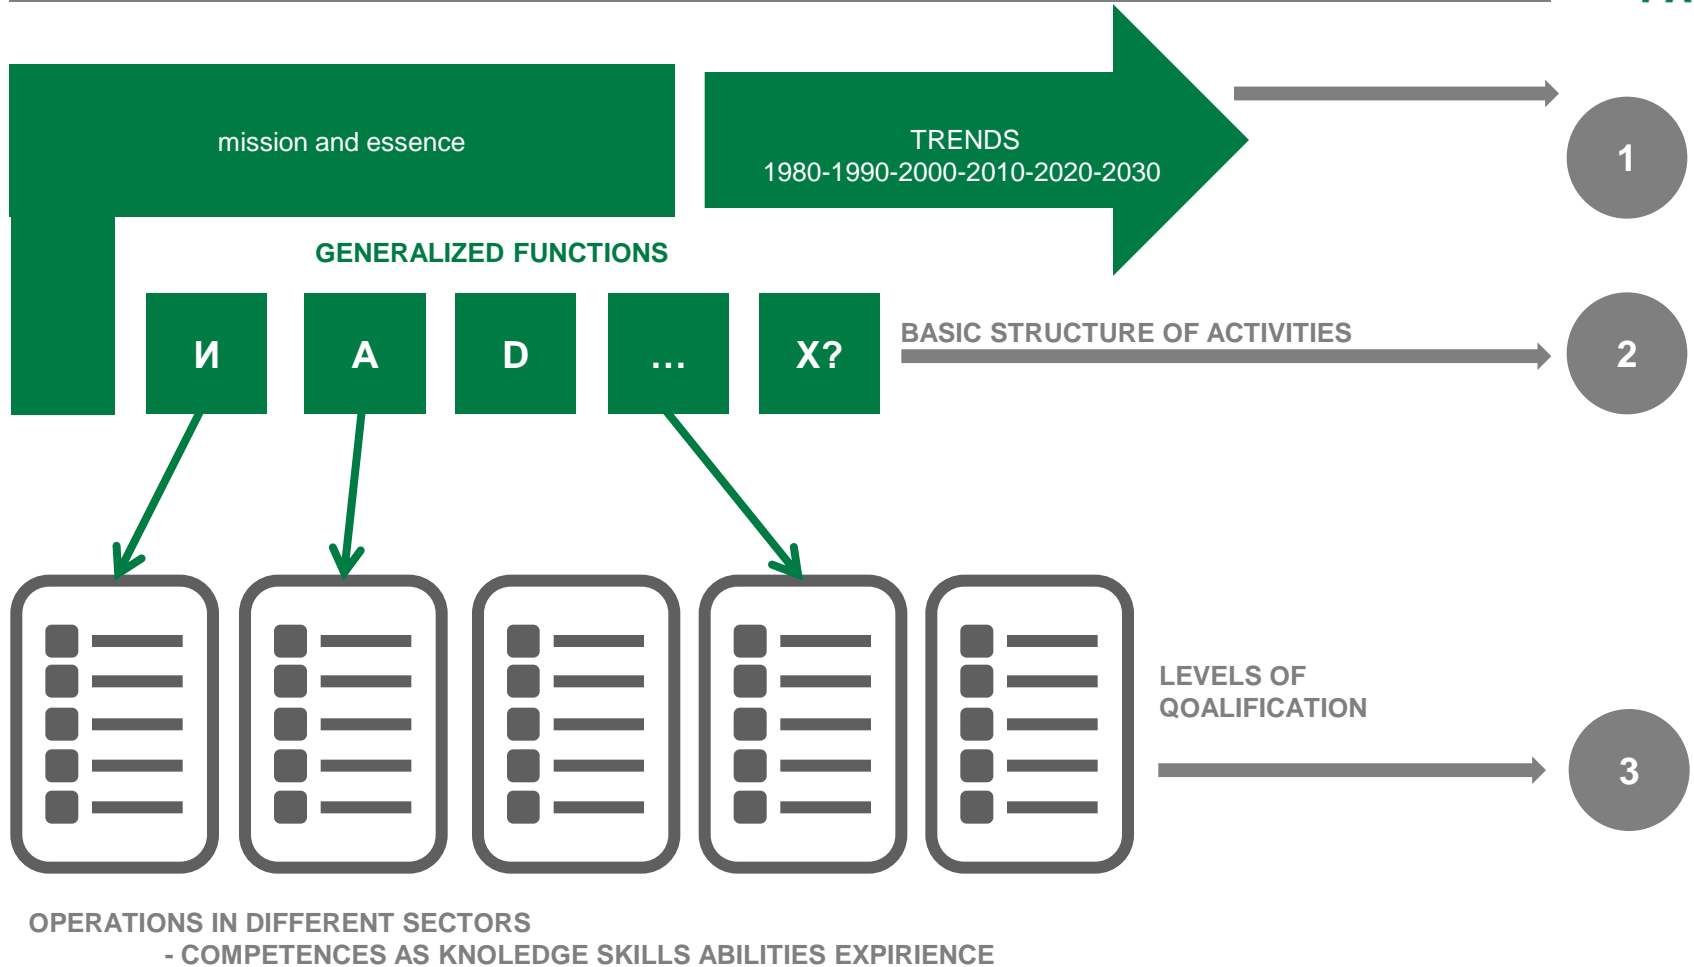 mission and essence
TRENDS
1980-1990-2000-2010-2020-2030
1
GENERALIZED FUNCTIONS
И A D ... X?
BASIC STRUCTURE OF ACTIVITIES
2
LEVELS OF
QOALIFICATION
3
OPERATIONS IN DIFFERENT SECTORS
- COMPETENCES AS KNOLEDGE SKILLS ABILITIES EXPIRIENCE